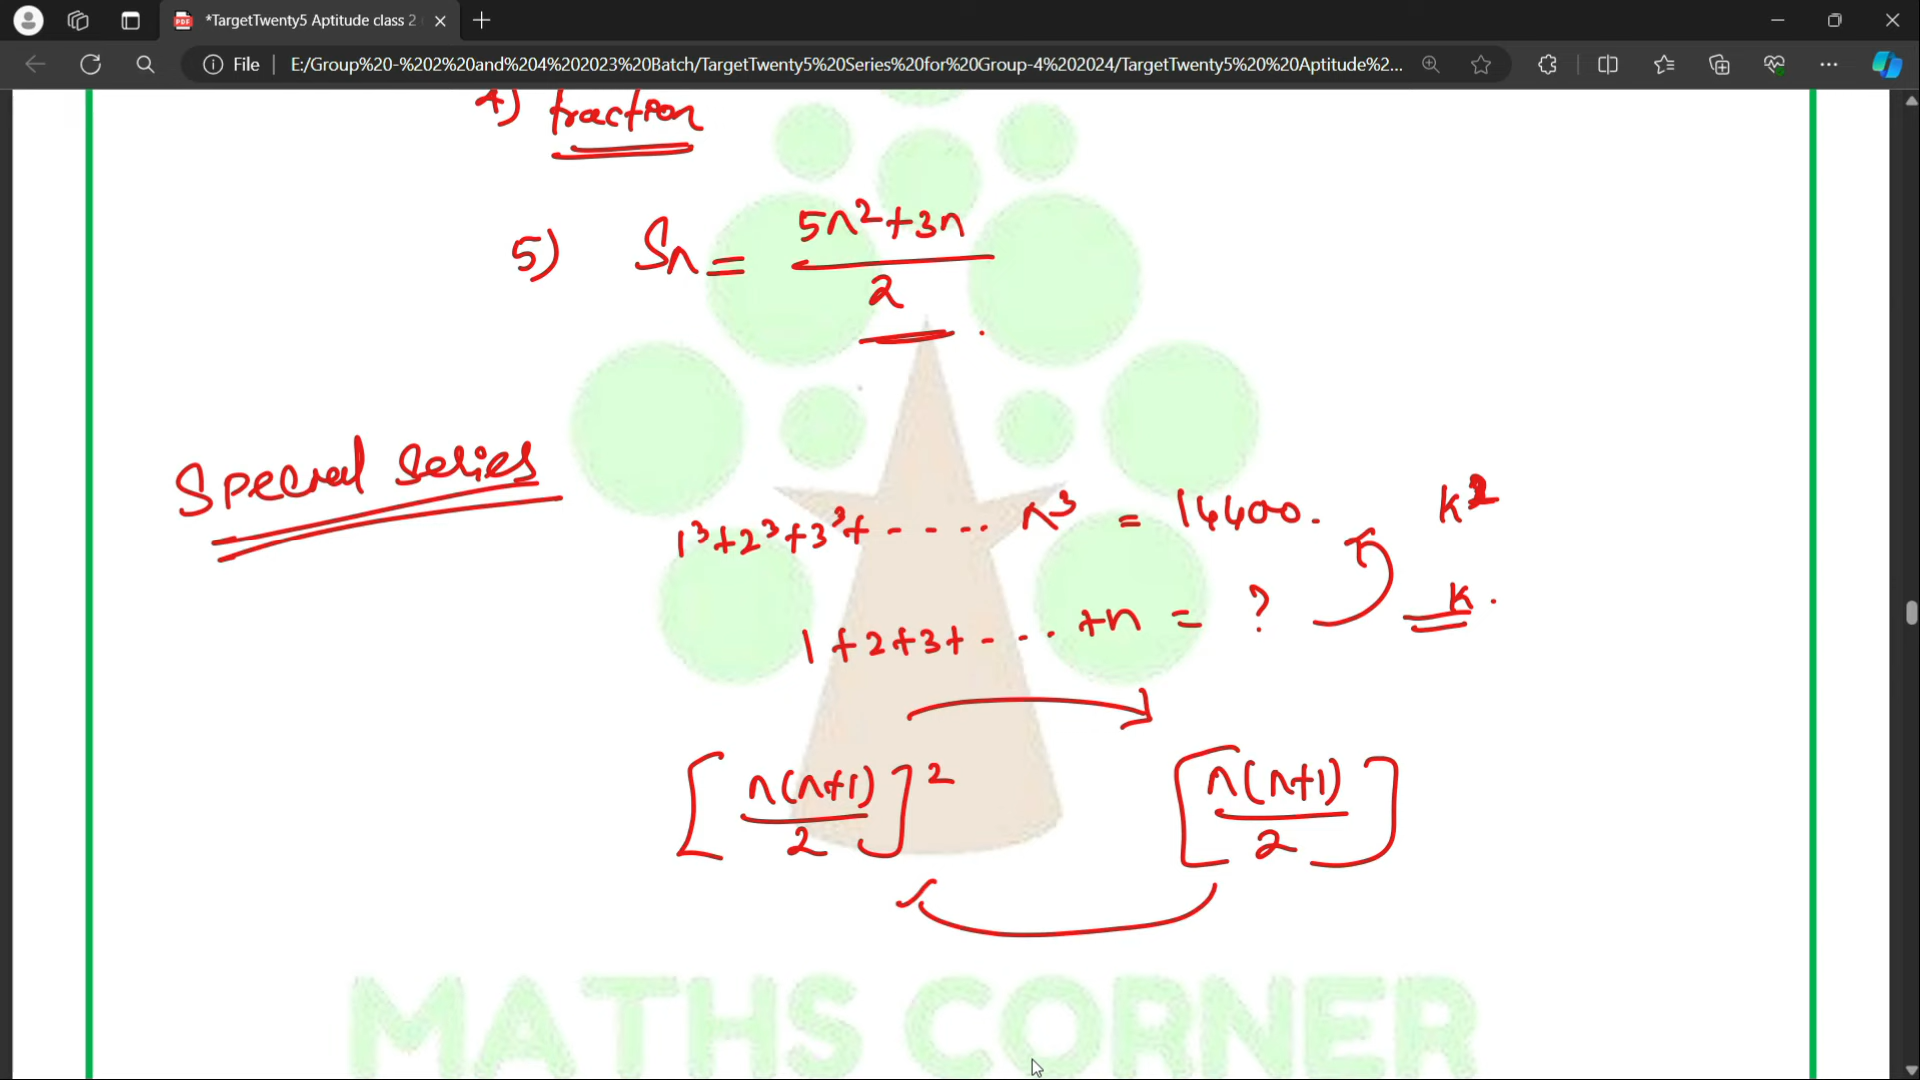 *TargetTwenty5 Aptitude class 2
File
E:/Group%20-%202%20and%204%202023%20Batch/TargetTwenty5%20Series%20for%20Group-4%202024/TargetTwenty5%20%20Aptitude%2...
4) fraction
5) Sn = (5n²+3n)/2
Special Series
1³+2³+3³+ - - - .. n³ = 14400. k²
1+2+3+ - - .. +n = ? k.
[n(n+1)/2]² [n(n+1)/2]
MATHS CORNER